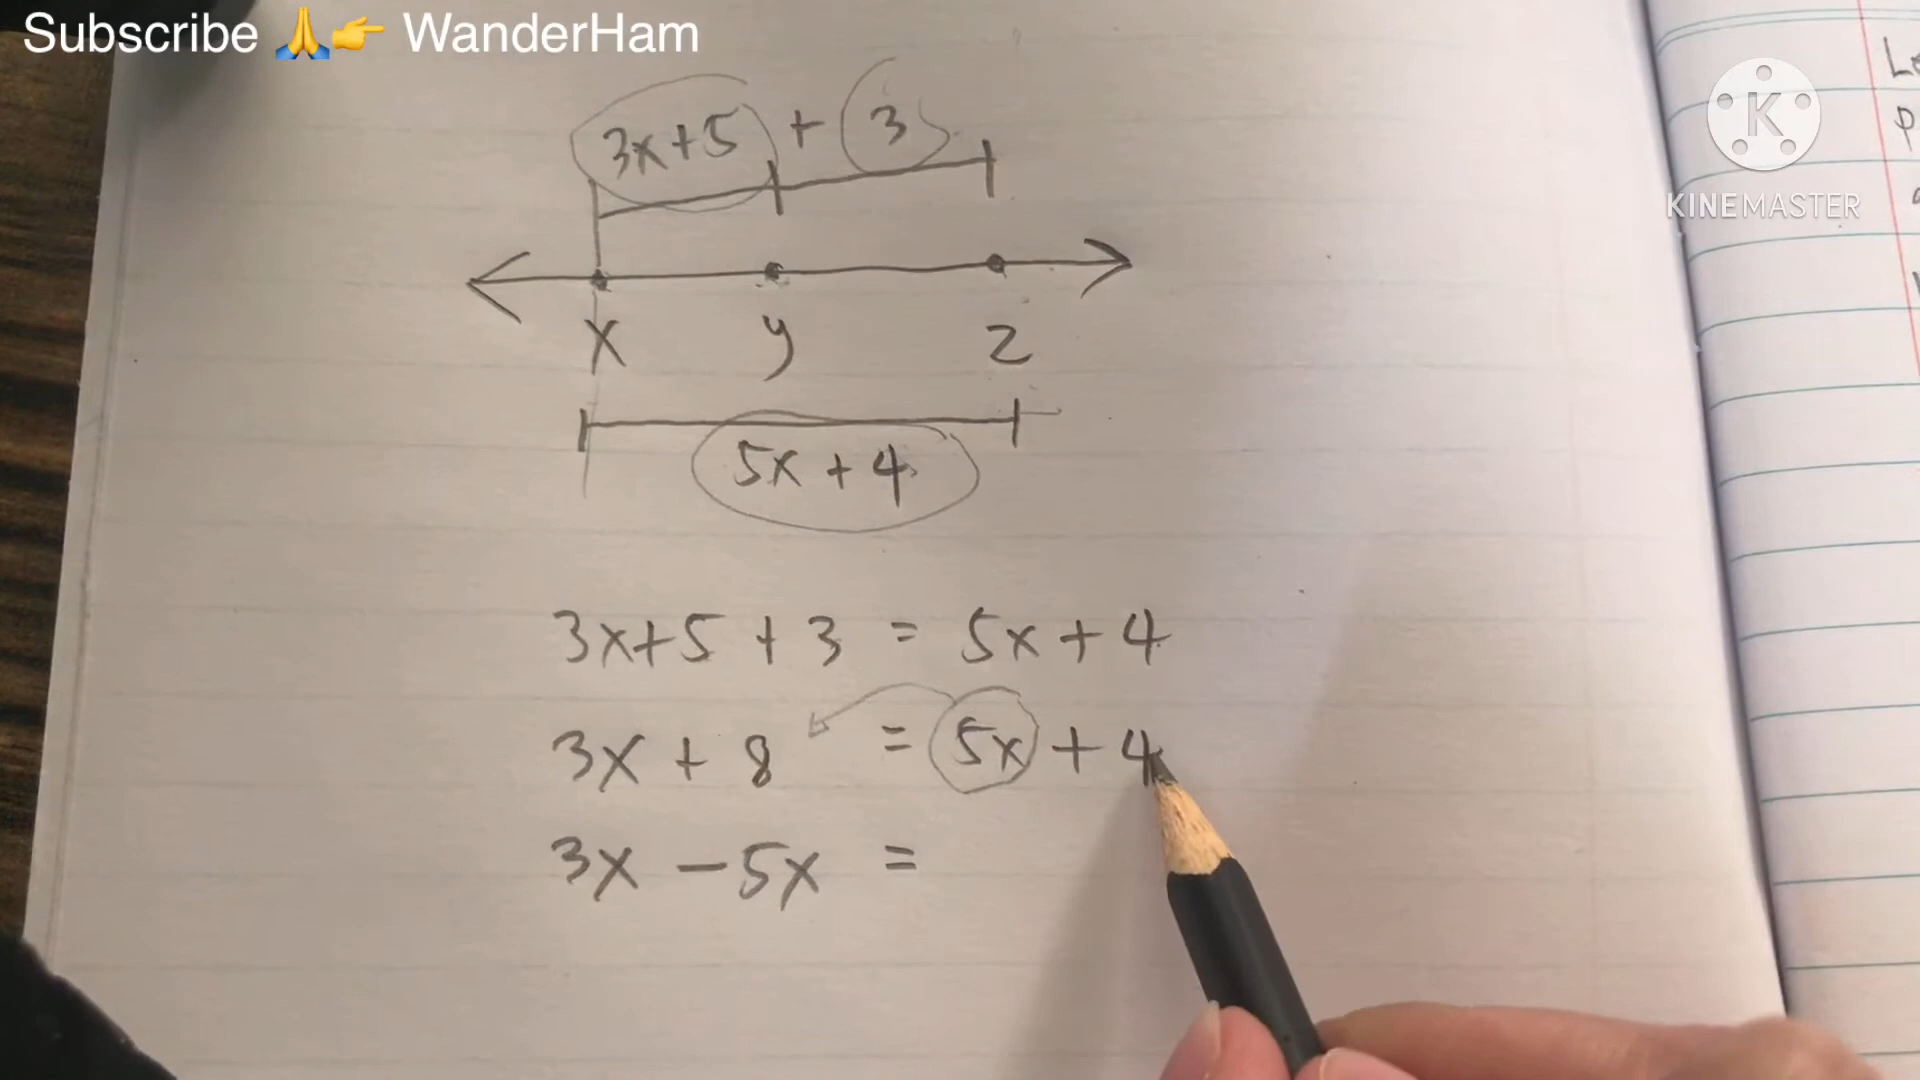 Subscribe 🙏👉 WanderHam
3x+5 + 3
x y z
5x + 4
3x+5 + 3 = 5x + 4
3x + 8 = 5x + 4
3x - 5x =
K
KINEMASTER